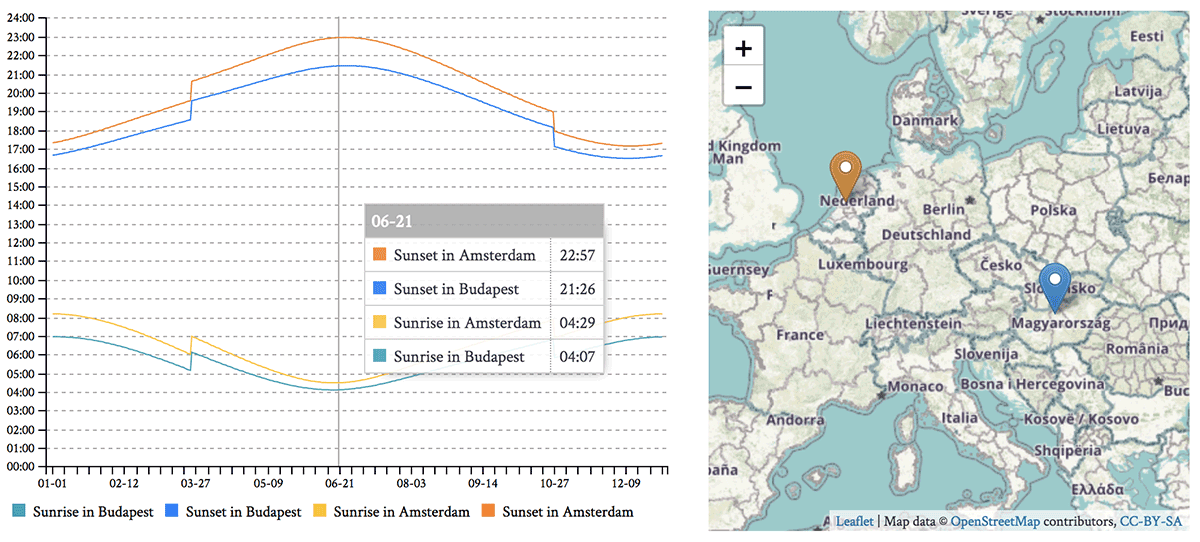 24:00
23:00
22:00
21:00
20:00
19:00
18:00
17:00
16:00
15:00
14:00
13:00
12:00
11:00
10:00
09:00
08:00
07:00
06:00
05:00
04:00
03:00
02:00
01:00
00:00
01-01 02-12 03-27 05-09 06-21 08-03 09-14 10-27 12-09
06-21
Sunset in Amsterdam 22:57
Sunset in Budapest 21:26
Sunrise in Amsterdam 04:29
Sunrise in Budapest 04:07
Sunrise in Budapest Sunset in Budapest Sunrise in Amsterdam Sunset in Amsterdam
+
−
Sverige
Stockholm
Eesti
Latvija
Danmark
Lietuva
d Kingdom
Man
Белар
Nederland
Berlin
Polska
Deutschland
Guernsey
Luxembourg
Česko
Slo nsko
F
France
Liechtenstein
Magyarország
Прид
Slovenija
România
Monaco
Bosna i Hercegovina
Buc
Andorra
Italia
Kosovë / Kosovo
Shqipëria
paña
Ελλάδα
Leaflet | Map data © OpenStreetMap contributors, CC-BY-SA